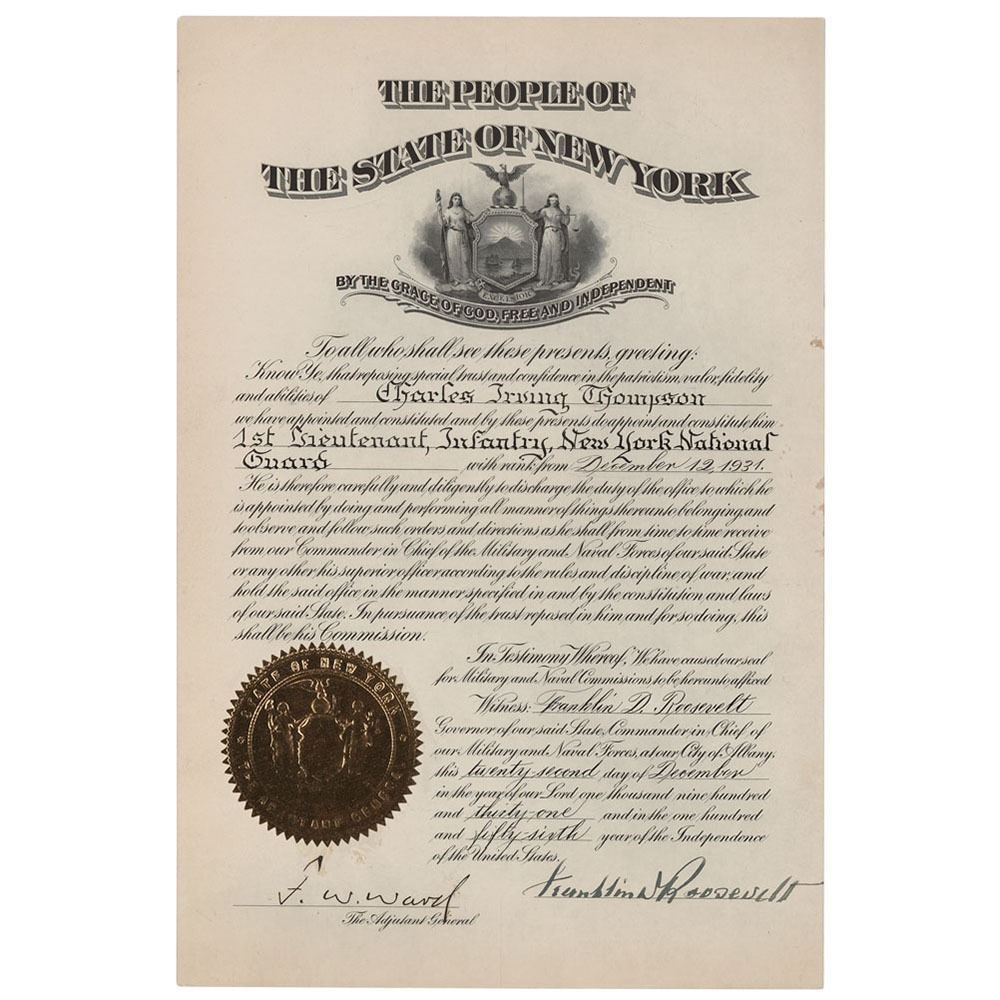 THE PEOPLE OF
THE STATE OF NEW YORK
EXCELSIOR
BY THE GRACE OF GOD, FREE AND INDEPENDENT
To all who shall see these presents, greeting:
Know Ye, that reposing special trust and confidence in the patriotism, valor, fidelity
and abilities of Charles Irving Thompson
we have appointed and constituted and by these presents do appoint and constitute him
1st Lieutenant, Infantry, New York National
Guard with rank from December 12, 1931.
He is therefore carefully and diligently to discharge the duty of the office to which he
is appointed by doing and performing all manner of things thereunto belonging, and
to observe and follow such orders and directions as he shall from time to time receive
from our Commander in Chief of the Military and Naval Forces of our said State
or any other his superior officer according to the rules and discipline of war, and
hold the said office in the manner specified in and by the constitution and laws
of our said State. In pursuance of the trust reposed in him and for so doing, this
shall be his Commission.
In Testimony Whereof, We have caused our seal
for Military and Naval Commissions to be hereunto affixed
Witness: Franklin D. Roosevelt
Governor of our said State, Commander in Chief of
our Military and Naval Forces, at our City of Albany,
this twenty-second day of December
in the year of our Lord one thousand nine hundred
and thirty-one and in the one hundred
and fifty-sixth year of the Independence
of the United States.
STATE OF NEW YORK
F. W. Ward
The Adjutant General
Franklin D Roosevelt